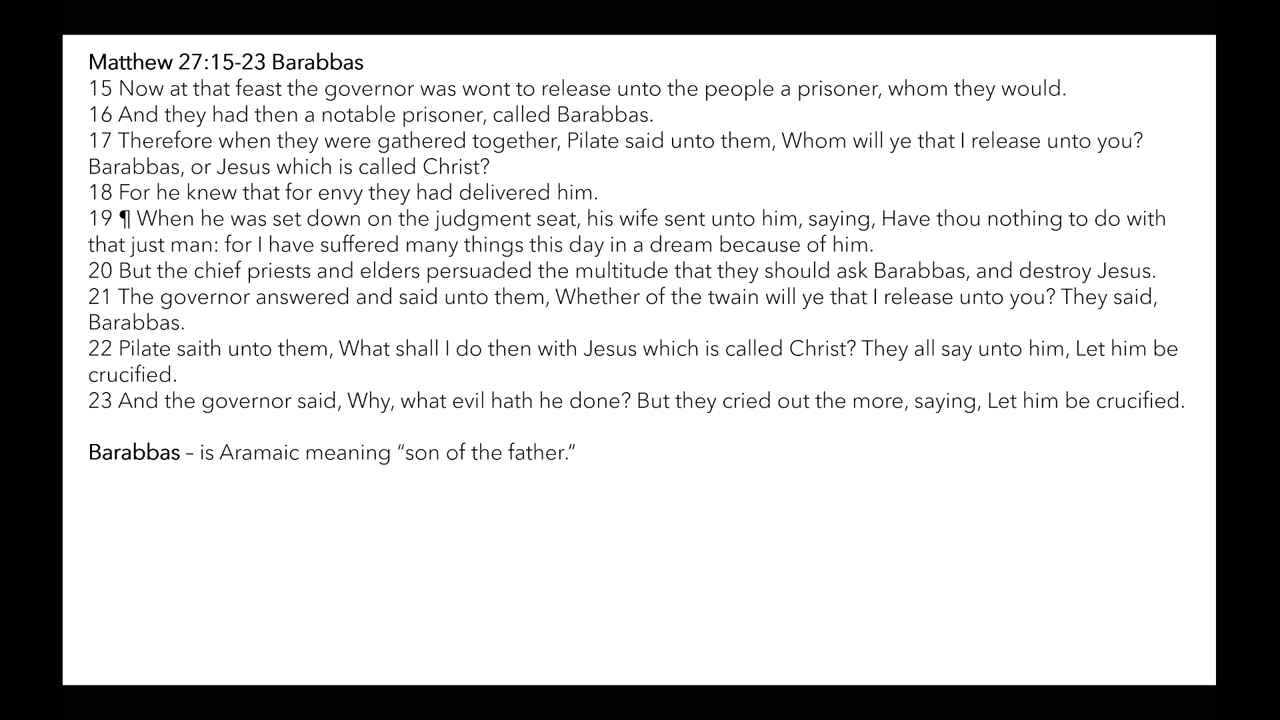 Matthew 27:15-23 Barabbas
15 Now at that feast the governor was wont to release unto the people a prisoner, whom they would.
16 And they had then a notable prisoner, called Barabbas.
17 Therefore when they were gathered together, Pilate said unto them, Whom will ye that I release unto you?
Barabbas, or Jesus which is called Christ?
18 For he knew that for envy they had delivered him.
19 ¶ When he was set down on the judgment seat, his wife sent unto him, saying, Have thou nothing to do with
that just man: for I have suffered many things this day in a dream because of him.
20 But the chief priests and elders persuaded the multitude that they should ask Barabbas, and destroy Jesus.
21 The governor answered and said unto them, Whether of the twain will ye that I release unto you? They said,
Barabbas.
22 Pilate saith unto them, What shall I do then with Jesus which is called Christ? They all say unto him, Let him be
crucified.
23 And the governor said, Why, what evil hath he done? But they cried out the more, saying, Let him be crucified.
Barabbas – is Aramaic meaning “son of the father.”